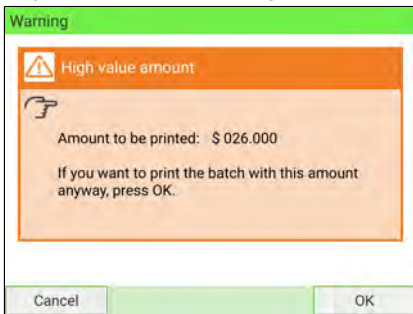 Warning
High value amount
Amount to be printed: $ 026.000
If you want to print the batch with this amount
anyway, press OK.
Cancel
OK